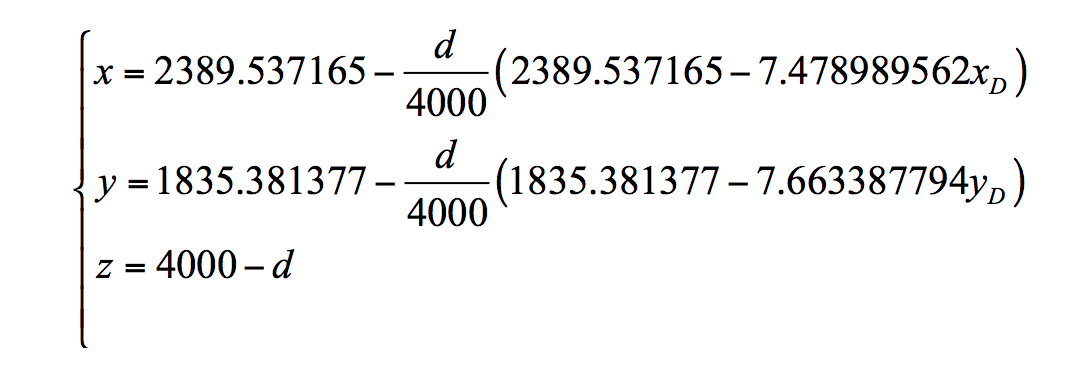 x = 2389.537165 − d/4000 (2389.537165 − 7.478989562x_D)
y = 1835.381377 − d/4000 (1835.381377 − 7.663387794y_D)
z = 4000 − d